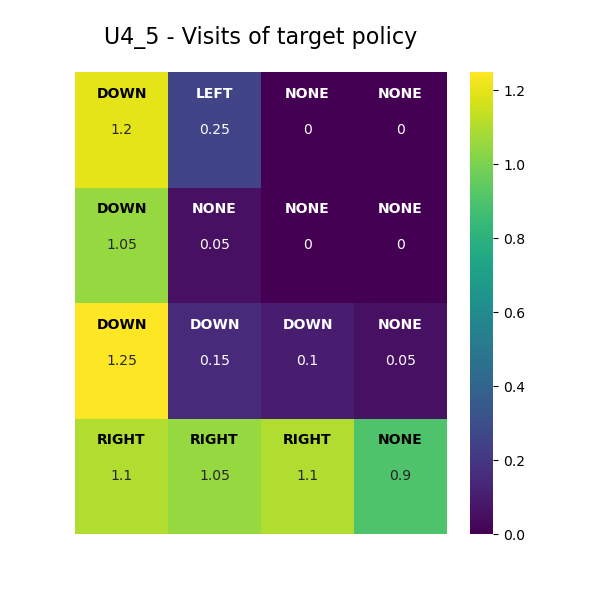 U4_5 - Visits of target policy
DOWN LEFT NONE NONE
1.2 0.25 0 0
DOWN NONE NONE NONE
1.05 0.05 0 0
DOWN DOWN DOWN NONE
1.25 0.15 0.1 0.05
RIGHT RIGHT RIGHT NONE
1.1 1.05 1.1 0.9
1.2
1.0
0.8
0.6
0.4
0.2
0.0